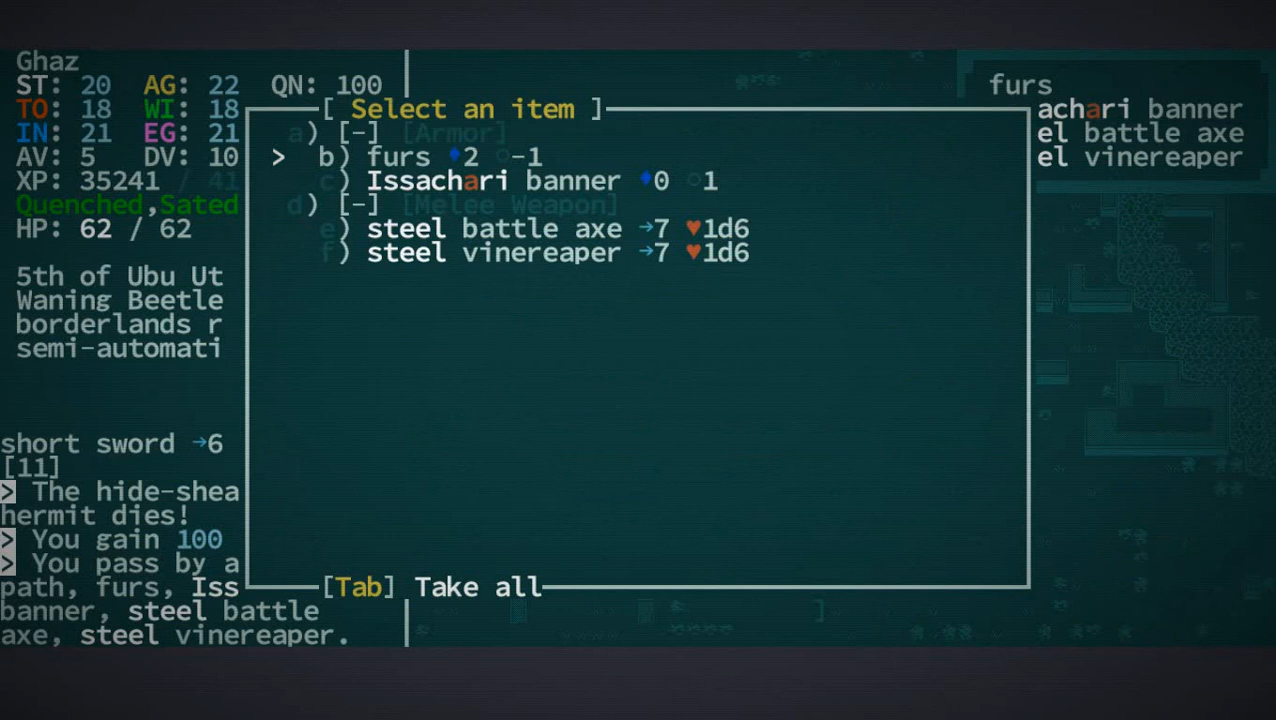 Ghaz
ST: 20 AG: 22 QN: 100
TO: 18 WI: 18
IN: 21 EG: 21
AV: 5 DV: 10
XP: 35241 / 41
Quenched, Sated
HP: 62 / 62
5th of Ubu Ut
Waning Beetle
borderlands r
semi-automati
short sword →6
[11]
> The hide-shea
hermit dies!
> You gain 100
> You pass by a
path, furs, Iss
banner, steel battle
axe, steel vinereaper.
[ Select an item ]
a) [-] [Armor]
> b) furs ♦2 ○-1
c) Issachari banner ♦0 ○1
d) [-] [Melee Weapon]
e) steel battle axe →7 ♥1d6
f) steel vinereaper →7 ♥1d6
[Tab] Take all
furs
achari banner
el battle axe
el vinereaper